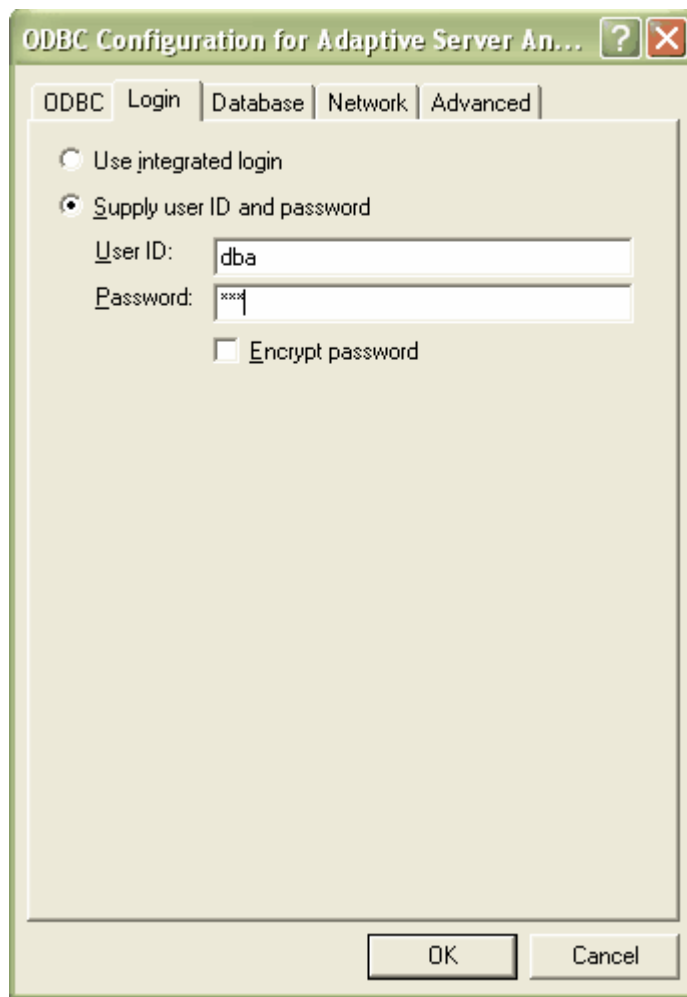 ODBC Configuration for Adaptive Server An...
ODBC Login Database Network Advanced
Use integrated login
Supply user ID and password
User ID: dba
Password: ***
Encrypt password
OK Cancel